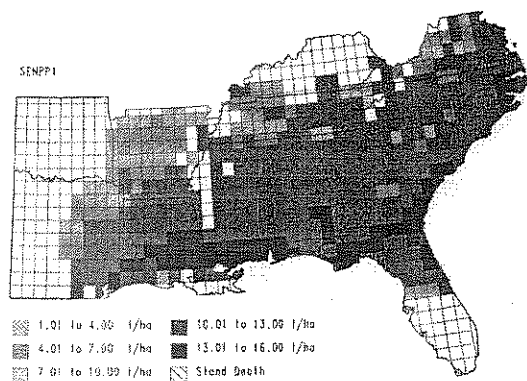 SENPP1
1.01 to 4.00 t/ha
4.01 to 7.00 t/ha
7.01 to 10.00 t/ha
10.01 to 13.00 t/ha
13.01 to 16.00 t/ha
Stand Death